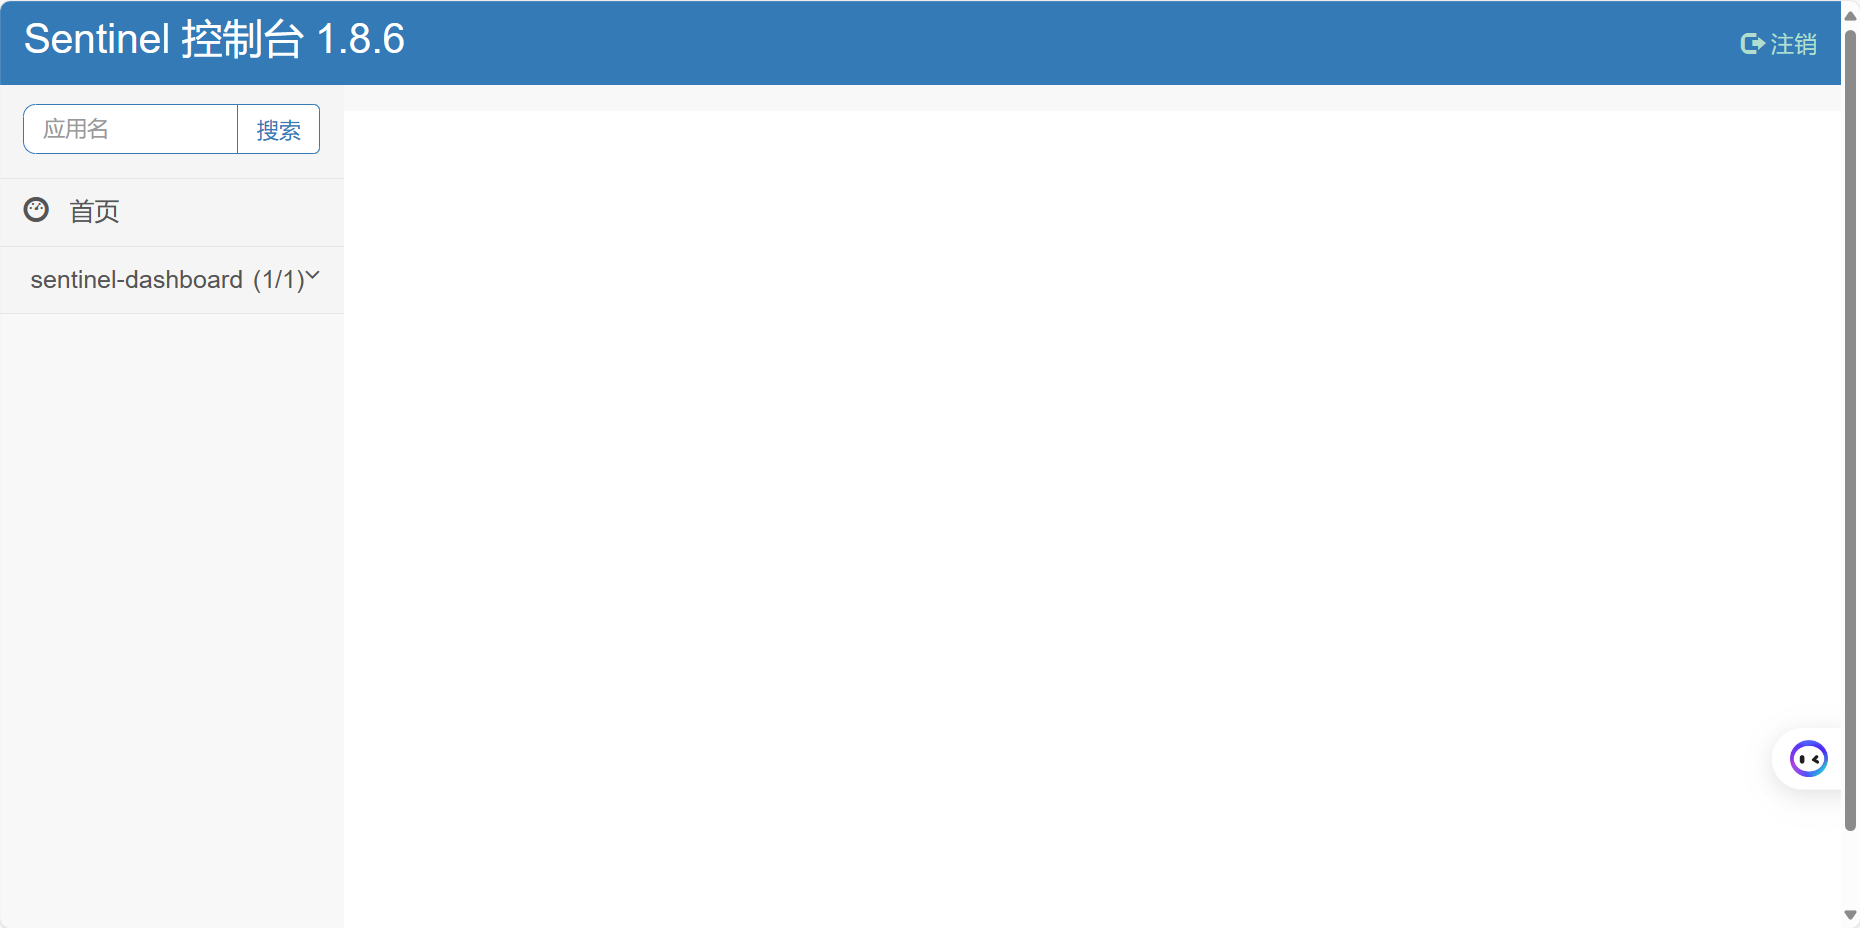 Sentinel 控制台 1.8.6
注销
应用名
搜索
首页
sentinel-dashboard (1/1)